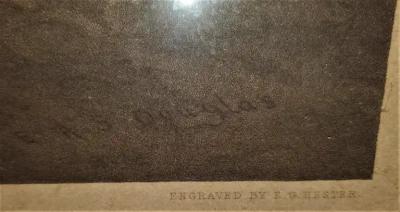 E. A. S. Douglas
ENGRAVED BY E. G. HESTER